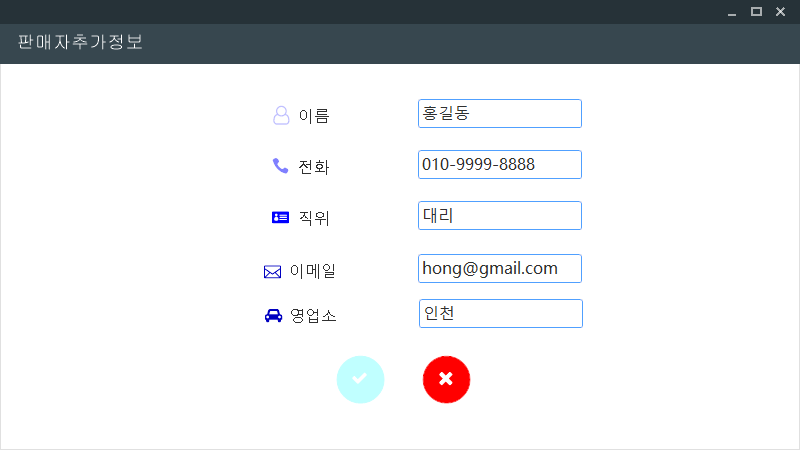 판매자추가정보
이름 홍길동
전화 010-9999-8888
직위 대리
이메일 hong@gmail.com
영업소 인천